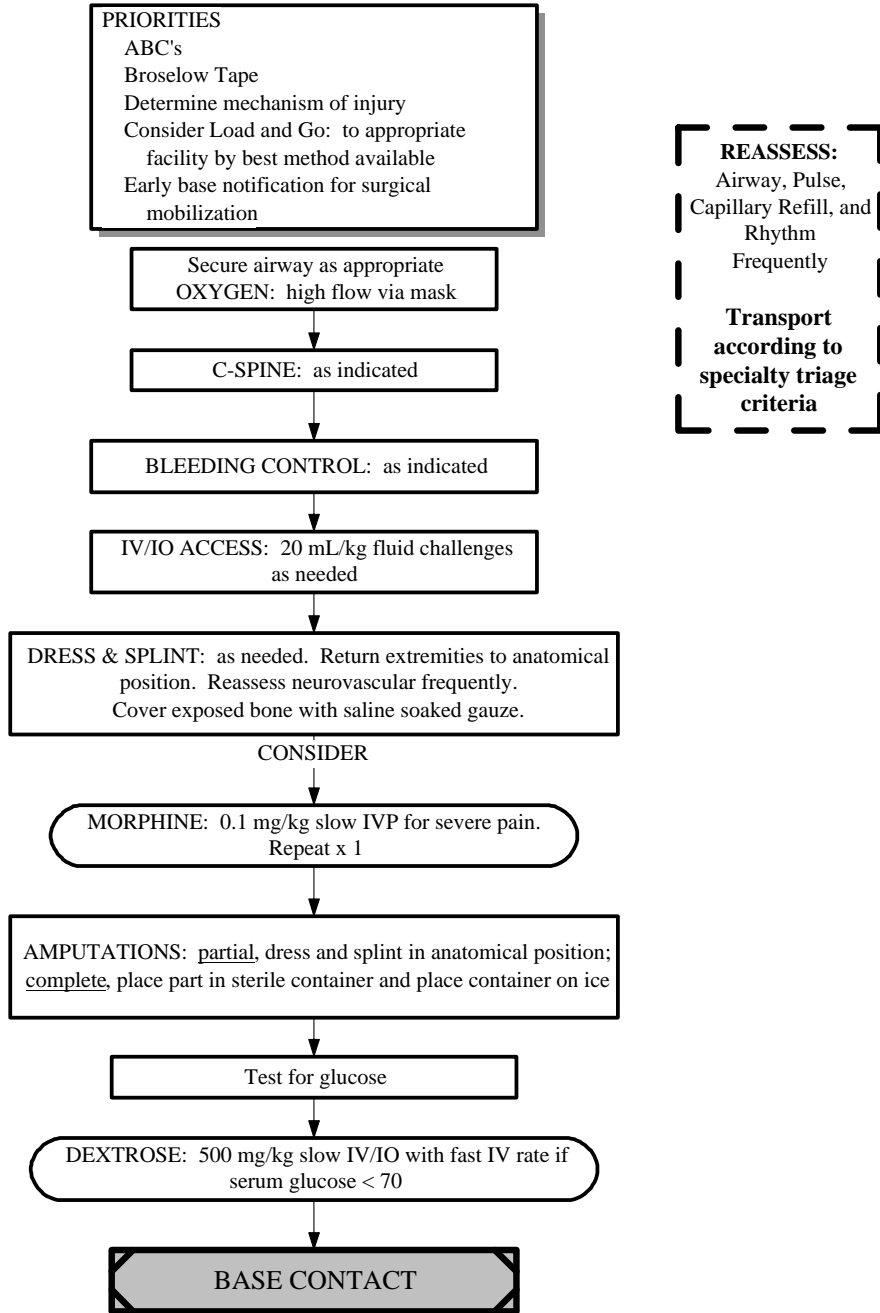 PRIORITIES
ABC's
Broselow Tape
Determine mechanism of injury
Consider Load and Go:  to appropriate
facility by best method available
Early base notification for surgical
mobilization
REASSESS:
Airway, Pulse,
Capillary Refill, and
Rhythm
Frequently
Transport
according to
specialty triage
criteria
Secure airway as appropriate
OXYGEN:  high flow via mask
C-SPINE:  as indicated
BLEEDING CONTROL:  as indicated
IV/IO ACCESS:  20 mL/kg fluid challenges
as needed
DRESS & SPLINT:  as needed.  Return extremities to anatomical
position.  Reassess neurovascular frequently.
Cover exposed bone with saline soaked gauze.
CONSIDER
MORPHINE:  0.1 mg/kg slow IVP for severe pain.
Repeat x 1
AMPUTATIONS:  partial, dress and splint in anatomical position;
complete, place part in sterile container and place container on ice
Test for glucose
DEXTROSE:  500 mg/kg slow IV/IO with fast IV rate if
serum glucose < 70
BASE CONTACT